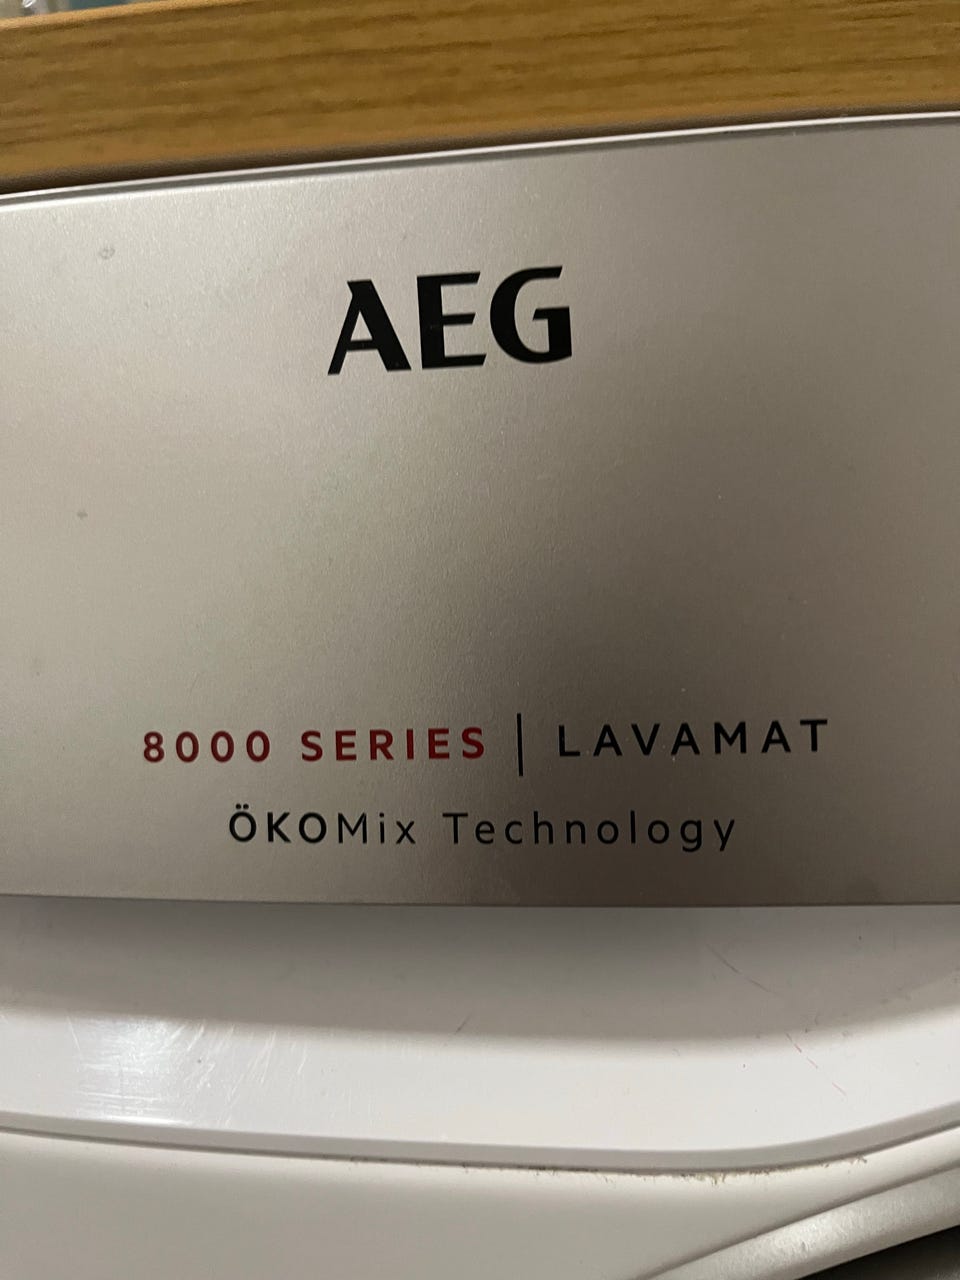 AEG
8000 SERIES | LAVAMAT
ÖKOMix Technology